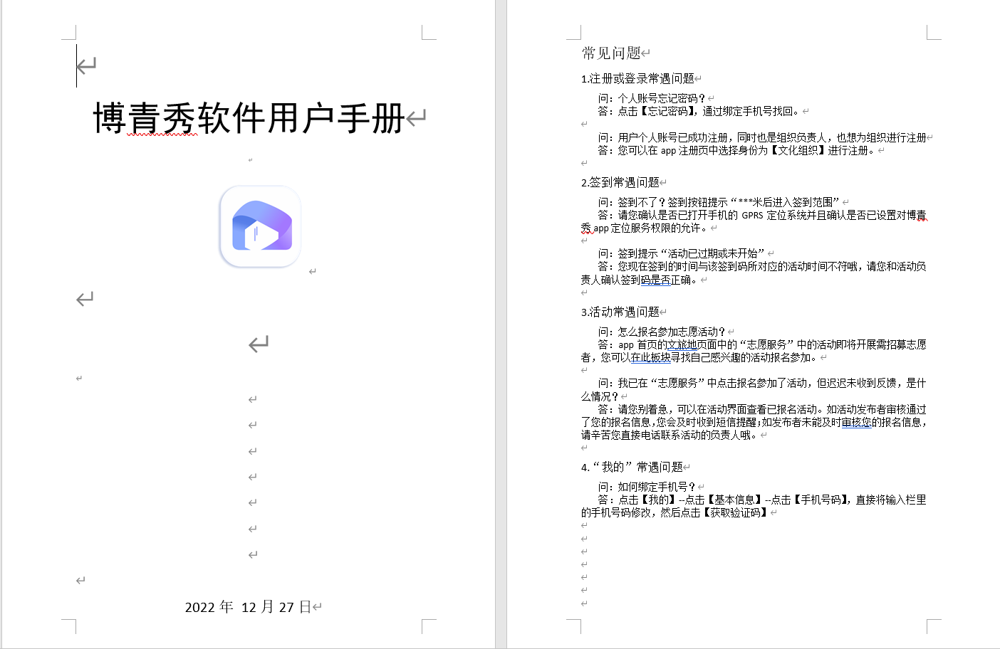 博青秀软件用户手册
2022 年 12 月 27 日
常见问题
1.注册或登录常遇问题
问：个人账号忘记密码？
答：点击【忘记密码】，通过绑定手机号找回。
问：用户个人账号已成功注册，同时也是组织负责人，也想为组织进行注册
答：您可以在 app 注册页中选择身份为【文化组织】进行注册。
2.签到常遇问题
问：签到不了？签到按钮提示“***米后进入签到范围”
答：请您确认是否已打开手机的 GPRS 定位系统并且确认是否已设置对博青
秀 app 定位服务权限的允许。
问：签到提示“活动已过期或未开始”
答：您现在签到的时间与该签到码所对应的活动时间不符哦，请您和活动负
责人确认签到码是否正确。
3.活动常遇问题
问：怎么报名参加志愿活动？
答：app 首页的文旅地页面中的“志愿服务”中的活动即将开展需招募志愿
者，您可以在此板块寻找自己感兴趣的活动报名参加。
问：我已在“志愿服务”中点击报名参加了活动，但迟迟未收到反馈，是什
么情况？
答：请您别着急，可以在活动界面查看已报名活动。如活动发布者审核通过
了您的报名信息，您会及时收到短信提醒；如发布者未能及时审核您的报名信息，
请辛苦您直接电话联系活动的负责人哦。
4.“我的”常遇问题
问：如何绑定手机号？
答：点击【我的】--点击【基本信息】--点击【手机号码】，直接将输入栏里
的手机号码修改，然后点击【获取验证码】